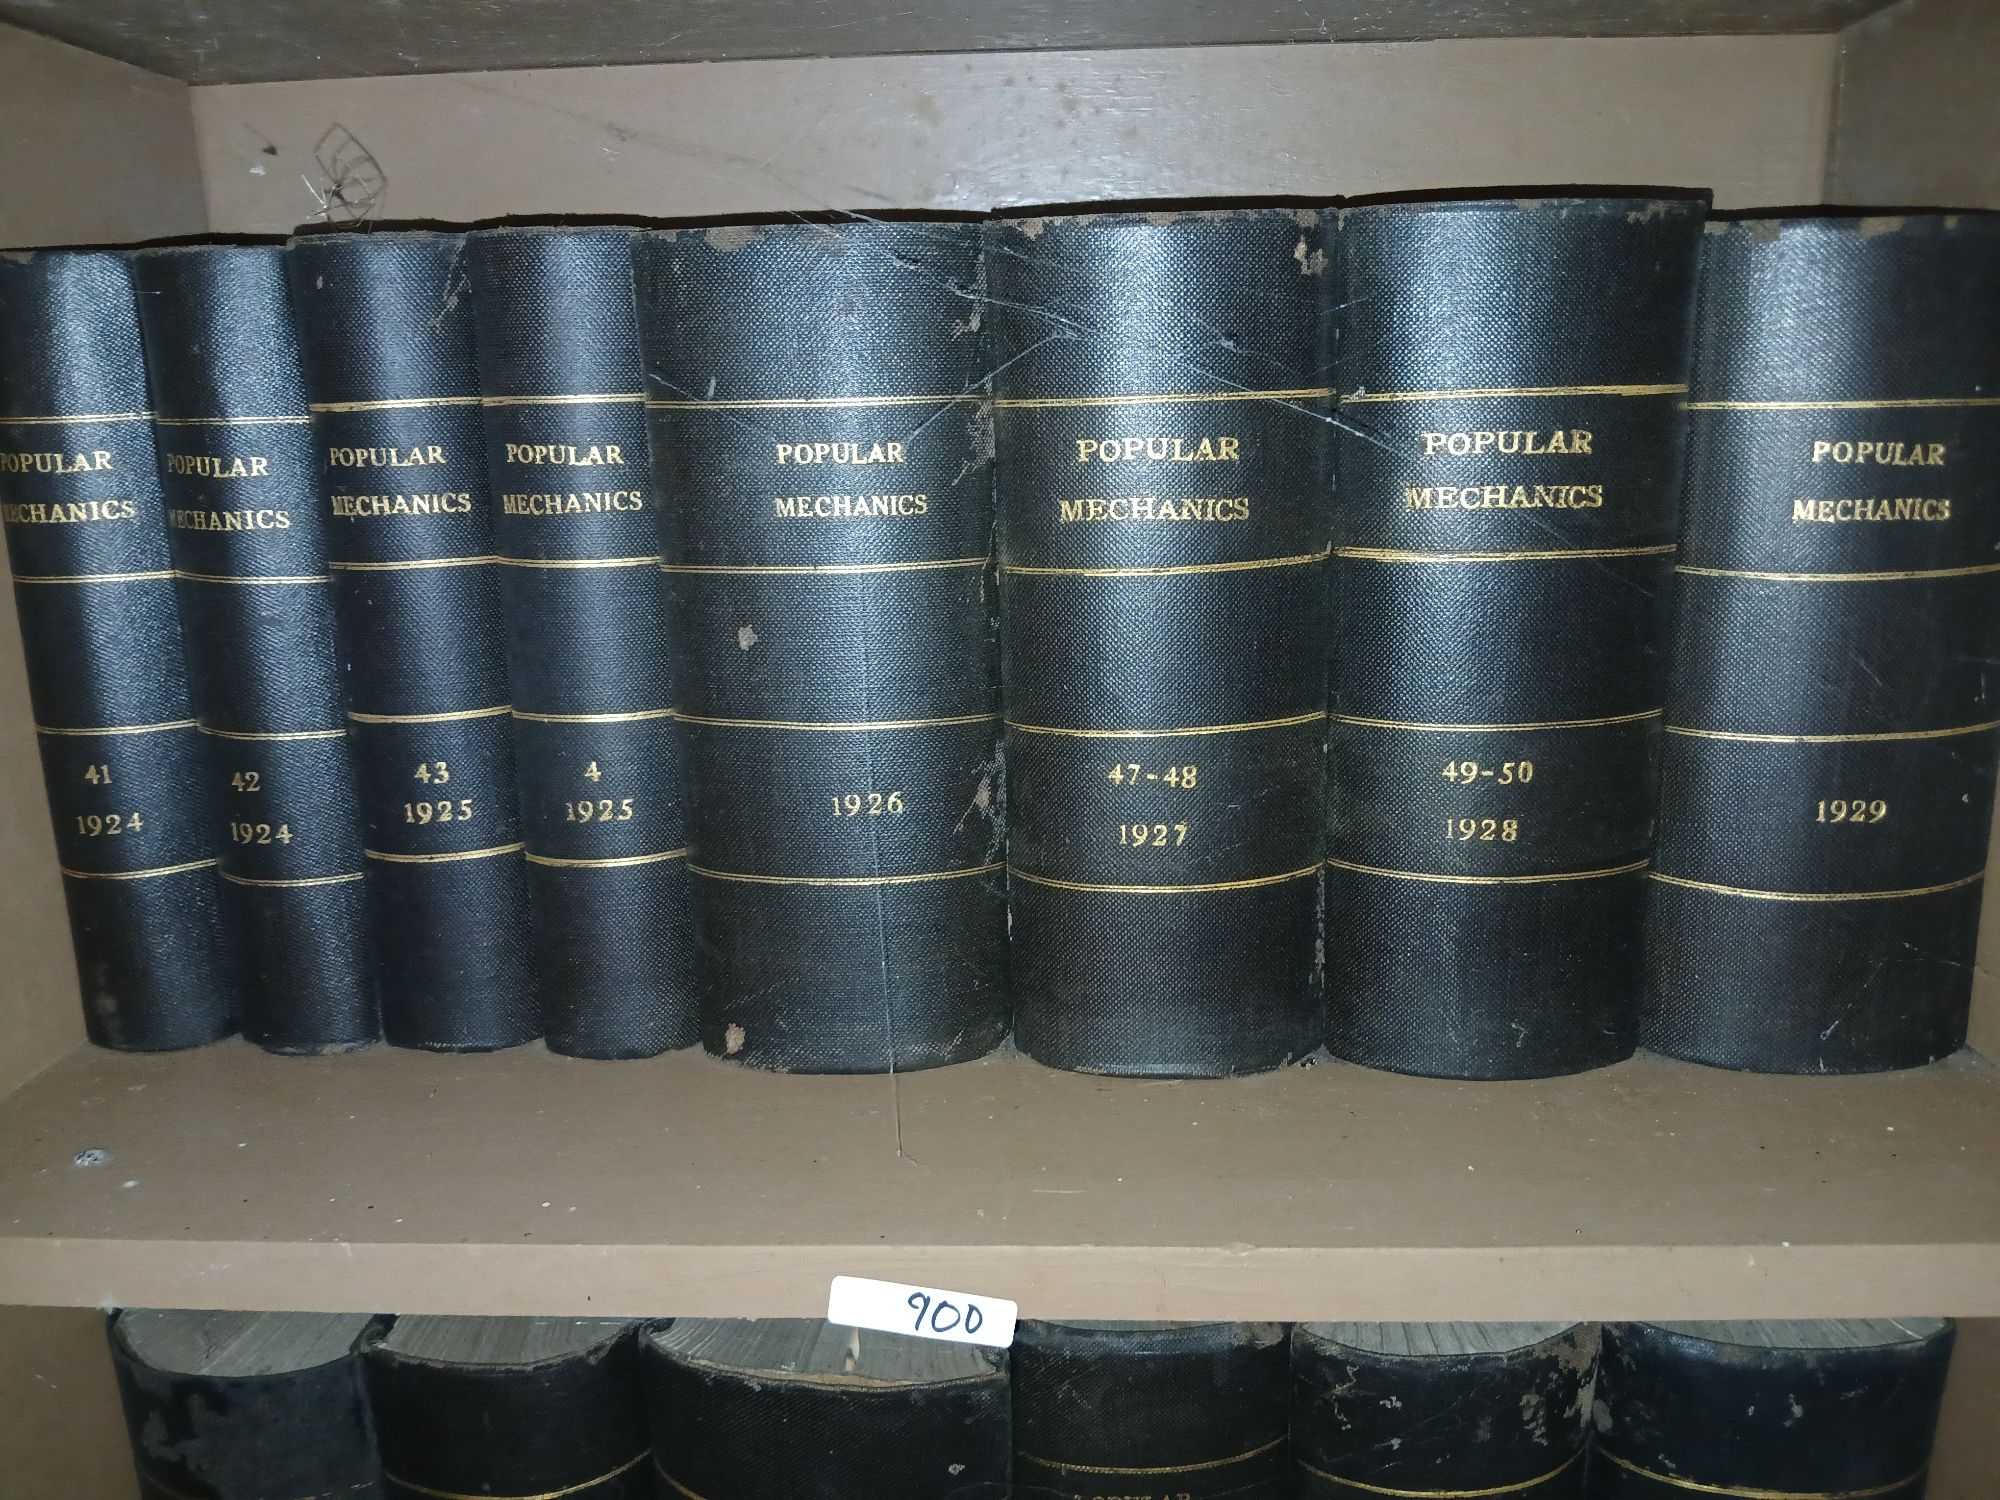 POPULAR
MECHANICS
41
1924
POPULAR
MECHANICS
42
1924
POPULAR
MECHANICS
43
1925
POPULAR
MECHANICS
4
1925
POPULAR
MECHANICS
1926
POPULAR
MECHANICS
47-48
1927
POPULAR
MECHANICS
49-50
1928
POPULAR
MECHANICS
1929
900
POPULAR